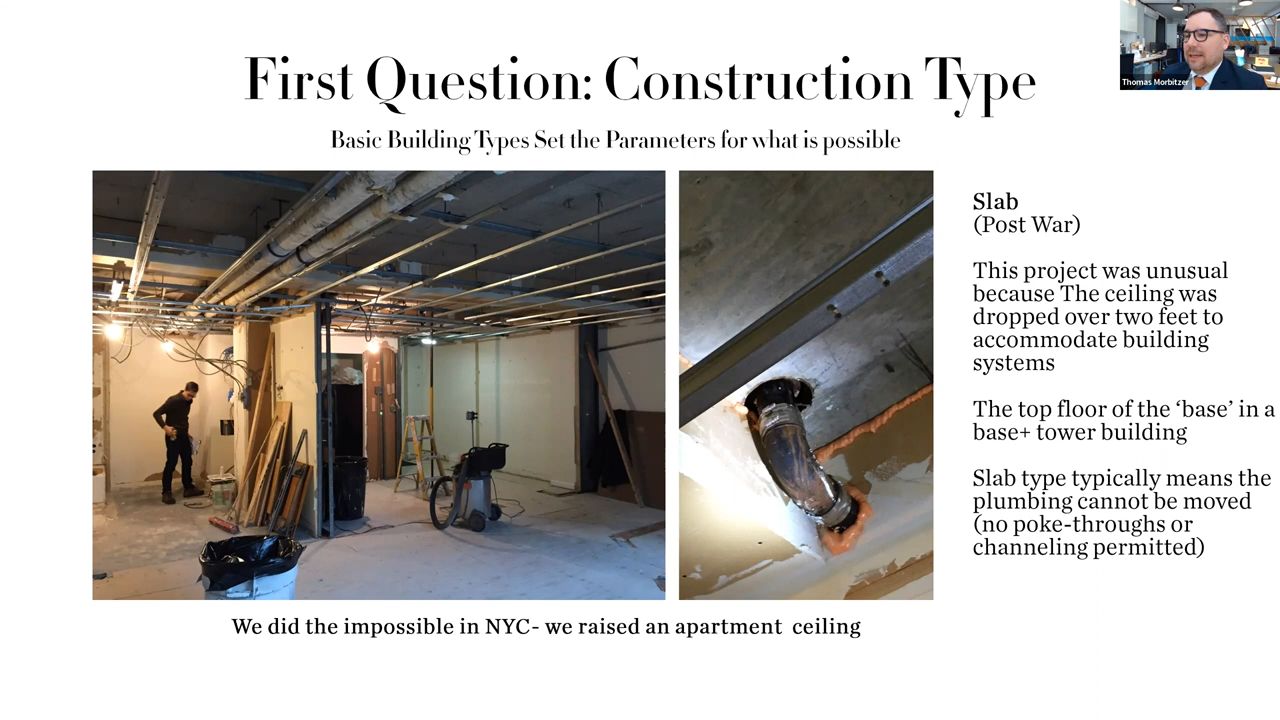 First Question: Construction Type
Basic Building Types Set the Parameters for what is possible
Thomas Morbitzer
Slab
(Post War)
This project was unusual
because The ceiling was
dropped over two feet to
accommodate building
systems
The top floor of the ‘base’ in a
base+ tower building
Slab type typically means the
plumbing cannot be moved
(no poke-throughs or
channeling permitted)
We did the impossible in NYC- we raised an apartment  ceiling